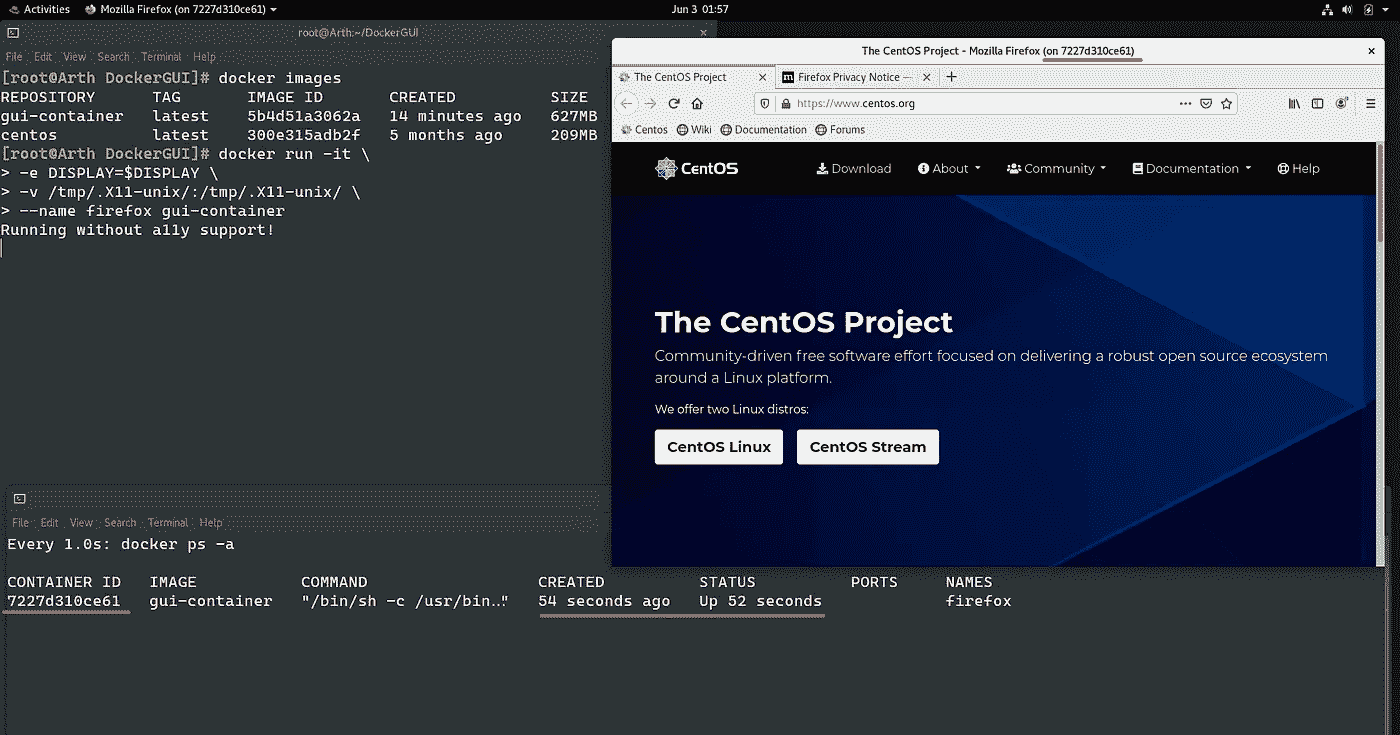 Activities Mozilla Firefox (on 7227d310ce61) Jun 3 01:57
root@Arth:~/DockerGUI
File Edit View Search Terminal Help
[root@Arth DockerGUI]# docker images
REPOSITORY TAG IMAGE ID CREATED SIZE
gui-container latest 5b4d51a3062a 14 minutes ago 627MB
centos latest 300e315adb2f 5 months ago 209MB
[root@Arth DockerGUI]# docker run -it \
> -e DISPLAY=$DISPLAY \
> -v /tmp/.X11-unix/:/tmp/.X11-unix/ \
> --name firefox gui-container
Running without a11y support!
The CentOS Project - Mozilla Firefox (on 7227d310ce61)
The CentOS Project Firefox Privacy Notice —
https://www.centos.org
Centos Wiki Documentation Forums
CentOS Download About Community Documentation Help
The CentOS Project
Community-driven free software effort focused on delivering a robust open source ecosystem
around a Linux platform.
We offer two Linux distros:
CentOS Linux CentOS Stream
File Edit View Search Terminal Help
Every 1.0s: docker ps -a
CONTAINER ID IMAGE COMMAND CREATED STATUS PORTS NAMES
7227d310ce61 gui-container "/bin/sh -c /usr/bin…" 54 seconds ago Up 52 seconds firefox